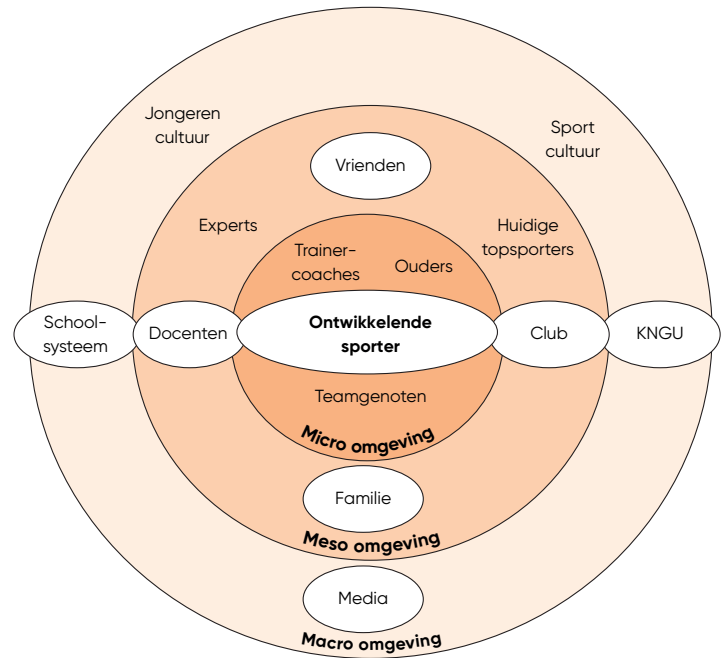 Jongeren
cultuur
Sport
cultuur
Vrienden
Experts
Huidige
topsporters
Trainer-
coaches
Ouders
School-
systeem
Docenten
Ontwikkelende
sporter
Club
KNGU
Teamgenoten
Micro omgeving
Familie
Meso omgeving
Media
Macro omgeving